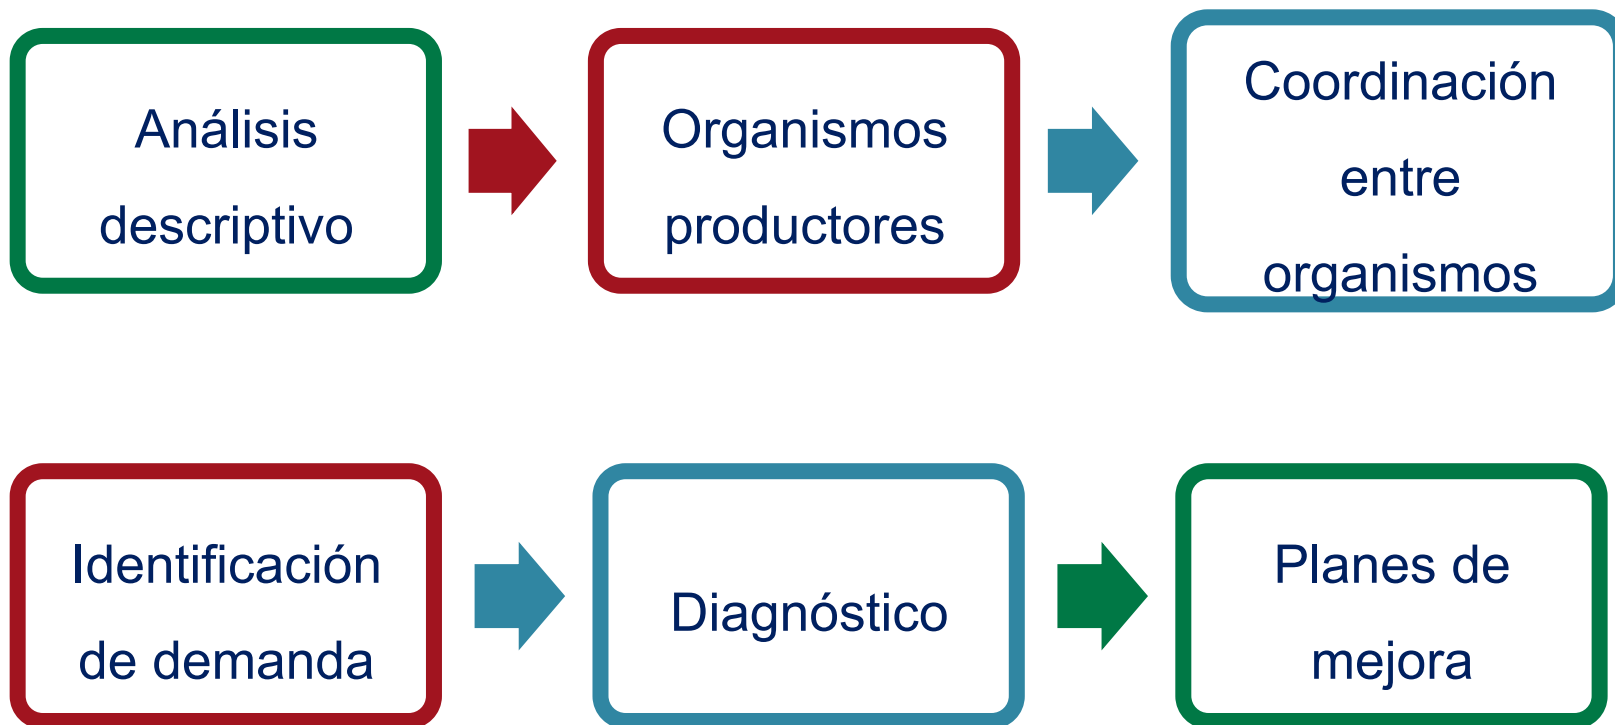 Análisis
descriptivo
Organismos
productores
Coordinación
entre
organismos
Identificación
de demanda
Diagnóstico
Planes de
mejora